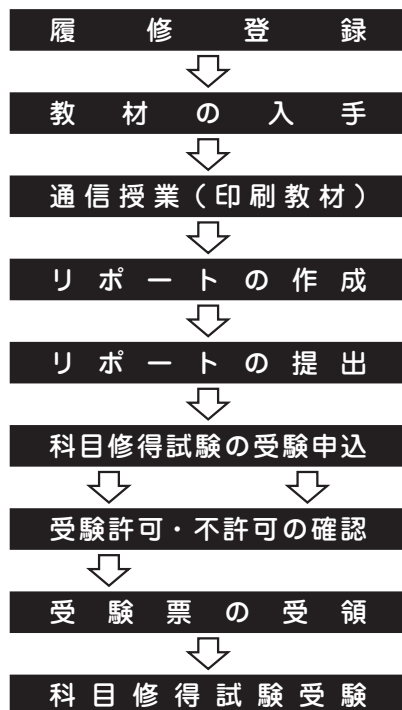 履修登録
教材の入手
通信授業（印刷教材）
リポートの作成
リポートの提出
科目修得試験の受験申込
受験許可・不許可の確認
受験票の受領
科目修得試験受験